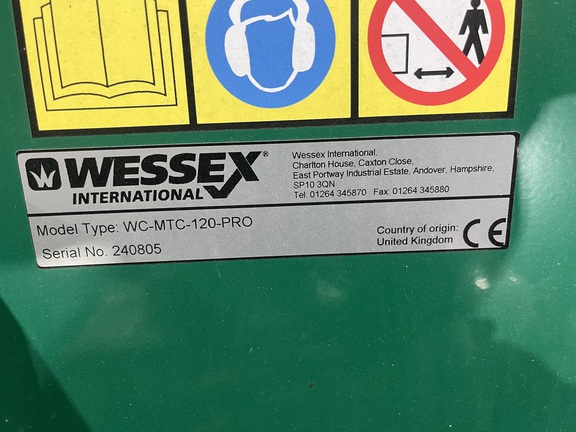 WESSEX®
INTERNATIONAL
Wessex International,
Charlton House, Caxton Close,
East Portway Industrial Estate, Andover, Hampshire,
SP10 3QN
Tel: 01264 345870 Fax: 01264 345880
Model Type: WC-MTC-120-PRO
Serial No. 240805
Country of origin:
United Kingdom
CE